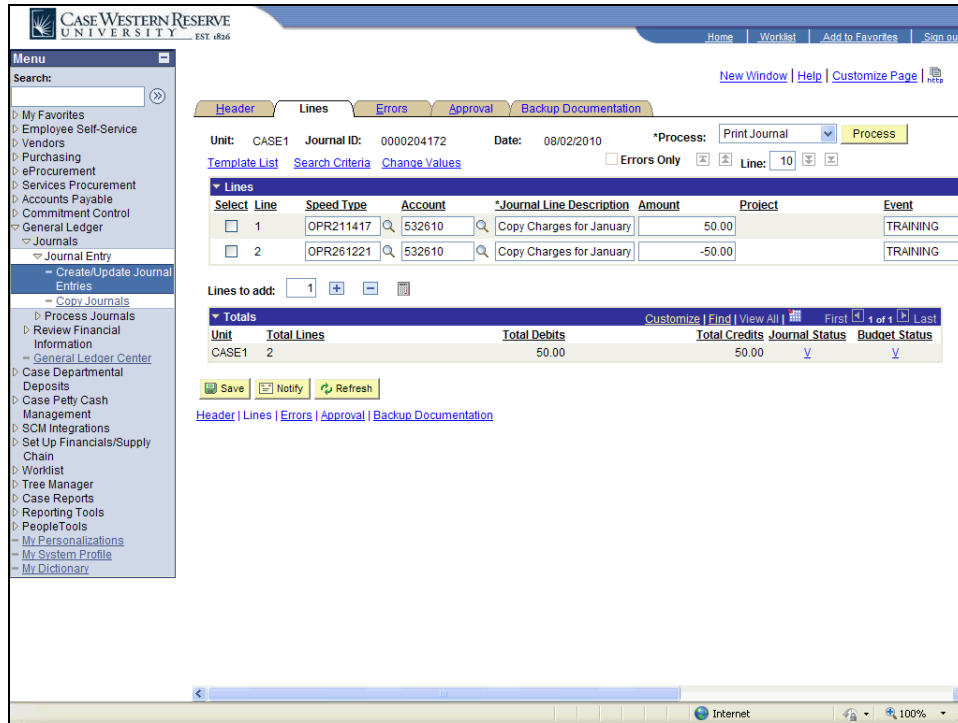 CASE WESTERN RESERVE
UNIVERSITY EST. 1826
Home Worklist Add to Favorites Sign ou
Menu
Search:
My Favorites
Employee Self-Service
Vendors
Purchasing
eProcurement
Services Procurement
Accounts Payable
Commitment Control
General Ledger
Journals
Journal Entry
Create/Update Journal
Entries
Copy Journals
Process Journals
Review Financial
Information
General Ledger Center
Case Departmental
Deposits
Case Petty Cash
Management
SCM Integrations
Set Up Financials/Supply
Chain
Worklist
Tree Manager
Case Reports
Reporting Tools
PeopleTools
My Personalizations
My System Profile
My Dictionary
New Window | Help | Customize Page | http
Header Lines Errors Approval Backup Documentation
Unit: CASE1 Journal ID: 0000204172 Date: 08/02/2010 *Process: Print Journal Process
Template List Search Criteria Change Values Errors Only Line: 10
Lines
Select Line Speed Type Account *Journal Line Description Amount Project Event
1 OPR211417 532610 Copy Charges for January 50.00 TRAINING
2 OPR261221 532610 Copy Charges for January -50.00 TRAINING
Lines to add: 1
Totals Customize | Find | View All | First 1 of 1 Last
Unit Total Lines Total Debits Total Credits Journal Status Budget Status
CASE1 2 50.00 50.00 V V
Save Notify Refresh
Header | Lines | Errors | Approval | Backup Documentation
Internet 100%